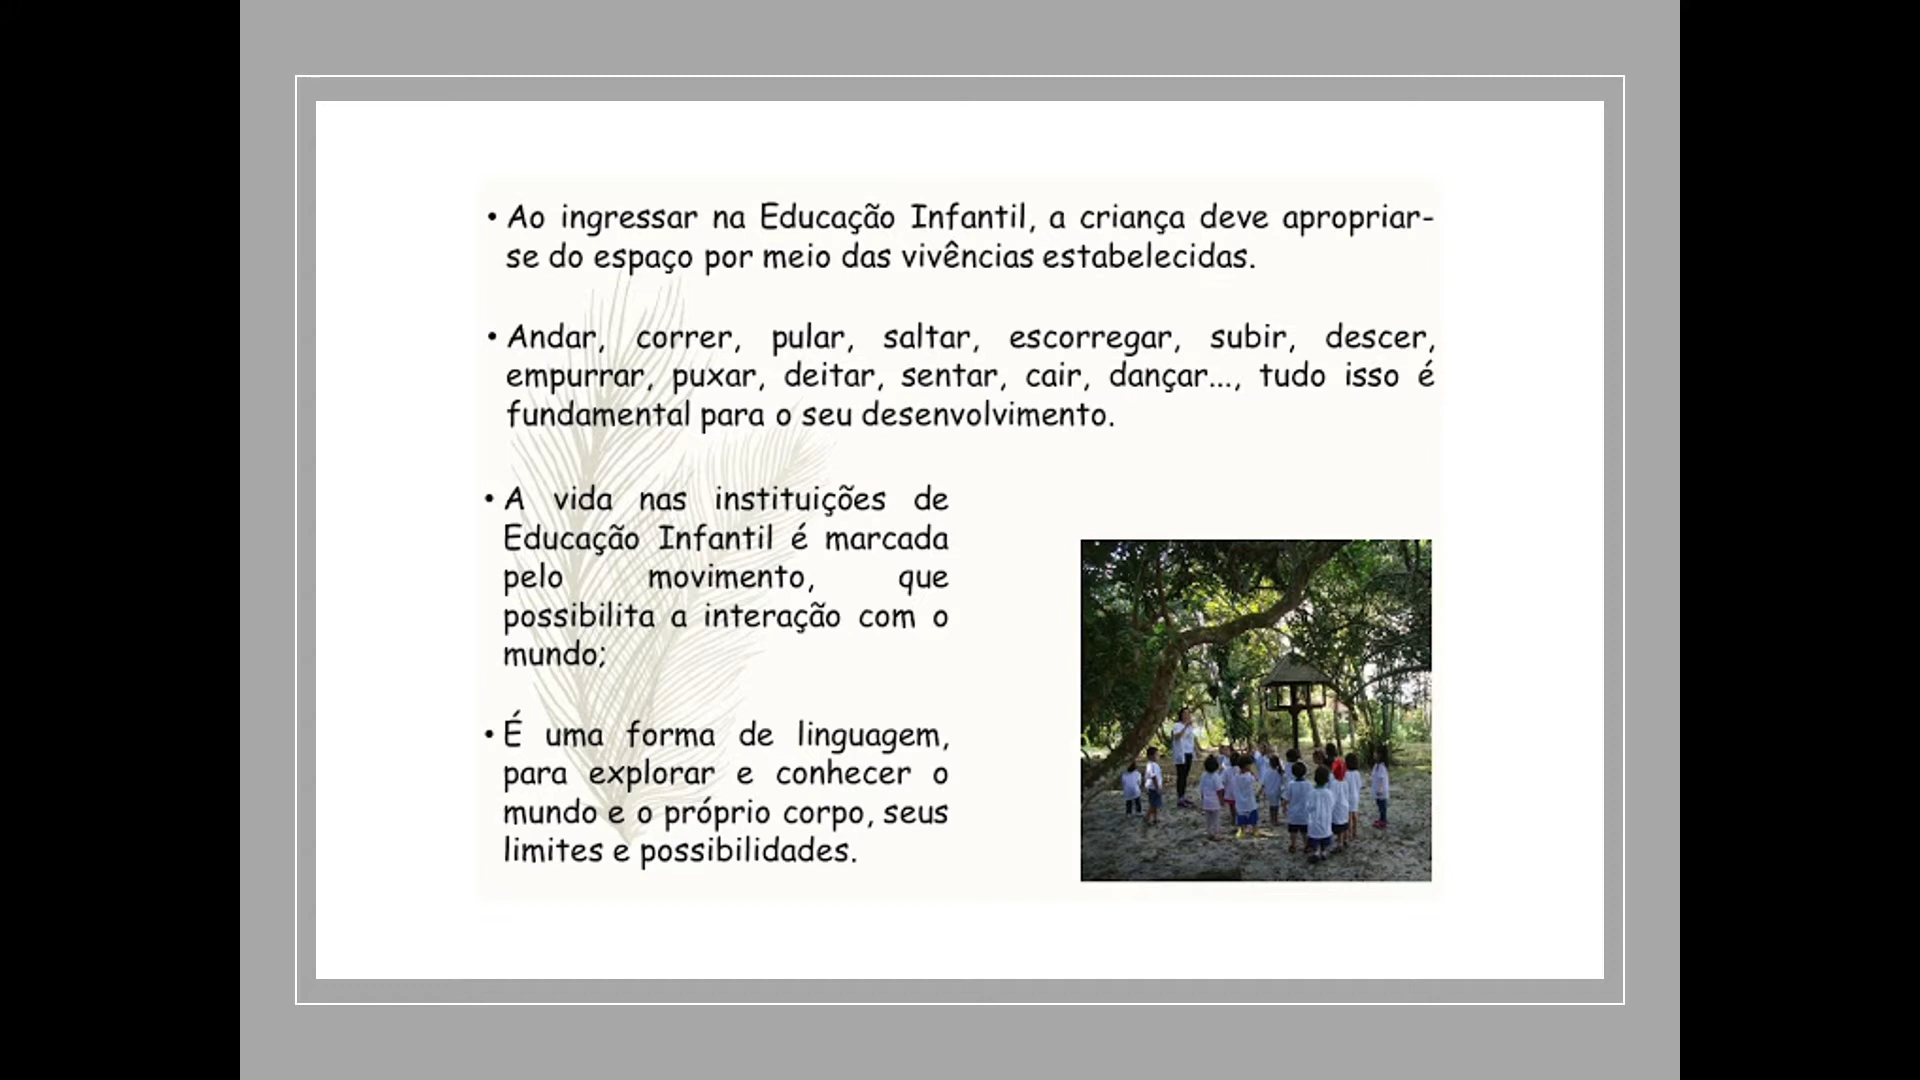 • Ao ingressar na Educação Infantil, a criança deve apropriar-
se do espaço por meio das vivências estabelecidas.
• Andar, correr, pular, saltar, escorregar, subir, descer,
empurrar, puxar, deitar, sentar, cair, dançar..., tudo isso é
fundamental para o seu desenvolvimento.
• A vida nas instituições de
Educação Infantil é marcada
pelo movimento, que
possibilita a interação com o
mundo;
• É uma forma de linguagem,
para explorar e conhecer o
mundo e o próprio corpo, seus
limites e possibilidades.